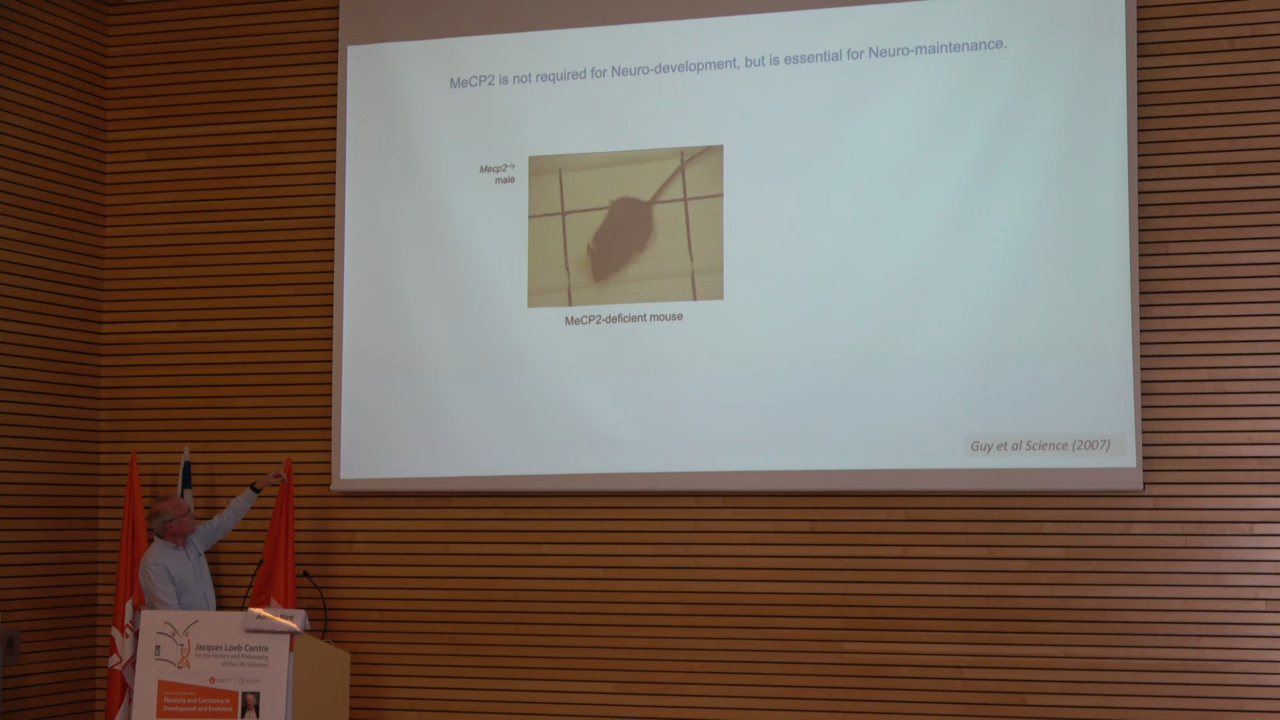 MeCP2 is not required for Neuro-development, but is essential for Neuro-maintenance.
Mecp2⁻/y
male
MeCP2-deficient mouse
Guy et al Science (2007)
Jacques Loeb Centre
for the History and Philosophy
of the Life Sciences
Plasticity and Constancy in
Development and Evolution